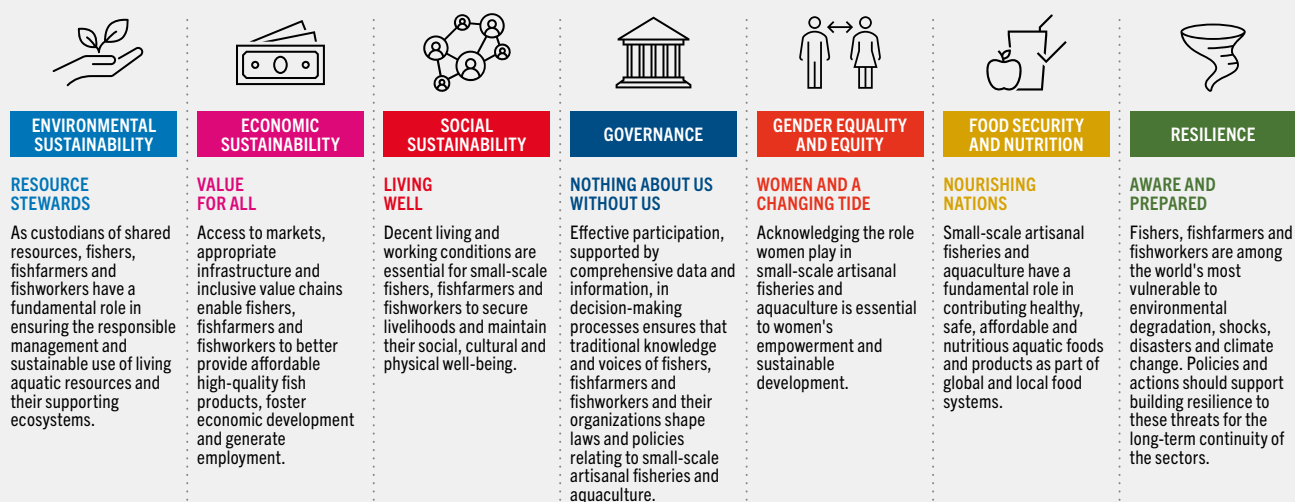 ENVIRONMENTAL
SUSTAINABILITY
RESOURCE
STEWARDS
As custodians of shared
resources, fishers,
fishfarmers and
fishworkers have a
fundamental role in
ensuring the responsible
management and
sustainable use of living
aquatic resources and
their supporting
ecosystems.
ECONOMIC
SUSTAINABILITY
VALUE
FOR ALL
Access to markets,
appropriate
infrastructure and
inclusive value chains
enable fishers,
fishfarmers and
fishworkers to better
provide affordable
high-quality fish
products, foster
economic development
and generate
employment.
SOCIAL
SUSTAINABILITY
LIVING
WELL
Decent living and
working conditions are
essential for small-scale
fishers, fishfarmers and
fishworkers to secure
livelihoods and maintain
their social, cultural and
physical well-being.
GOVERNANCE
NOTHING ABOUT US
WITHOUT US
Effective participation,
supported by
comprehensive data and
information, in
decision-making
processes ensures that
traditional knowledge
and voices of fishers,
fishfarmers and
fishworkers and their
organizations shape
laws and policies
relating to small-scale
artisanal fisheries and
aquaculture.
GENDER EQUALITY
AND EQUITY
WOMEN AND A
CHANGING TIDE
Acknowledging the role
women play in
small-scale artisanal
fisheries and
aquaculture is essential
to women's
empowerment and
sustainable
development.
FOOD SECURITY
AND NUTRITION
NOURISHING
NATIONS
Small-scale artisanal
fisheries and
aquaculture have a
fundamental role in
contributing healthy,
safe, affordable and
nutritious aquatic foods
and products as part of
global and local food
systems.
RESILIENCE
AWARE AND
PREPARED
Fishers, fishfarmers and
fishworkers are among
the world's most
vulnerable to
environmental
degradation, shocks,
disasters and climate
change. Policies and
actions should support
building resilience to
these threats for the
long-term continuity of
the sectors.